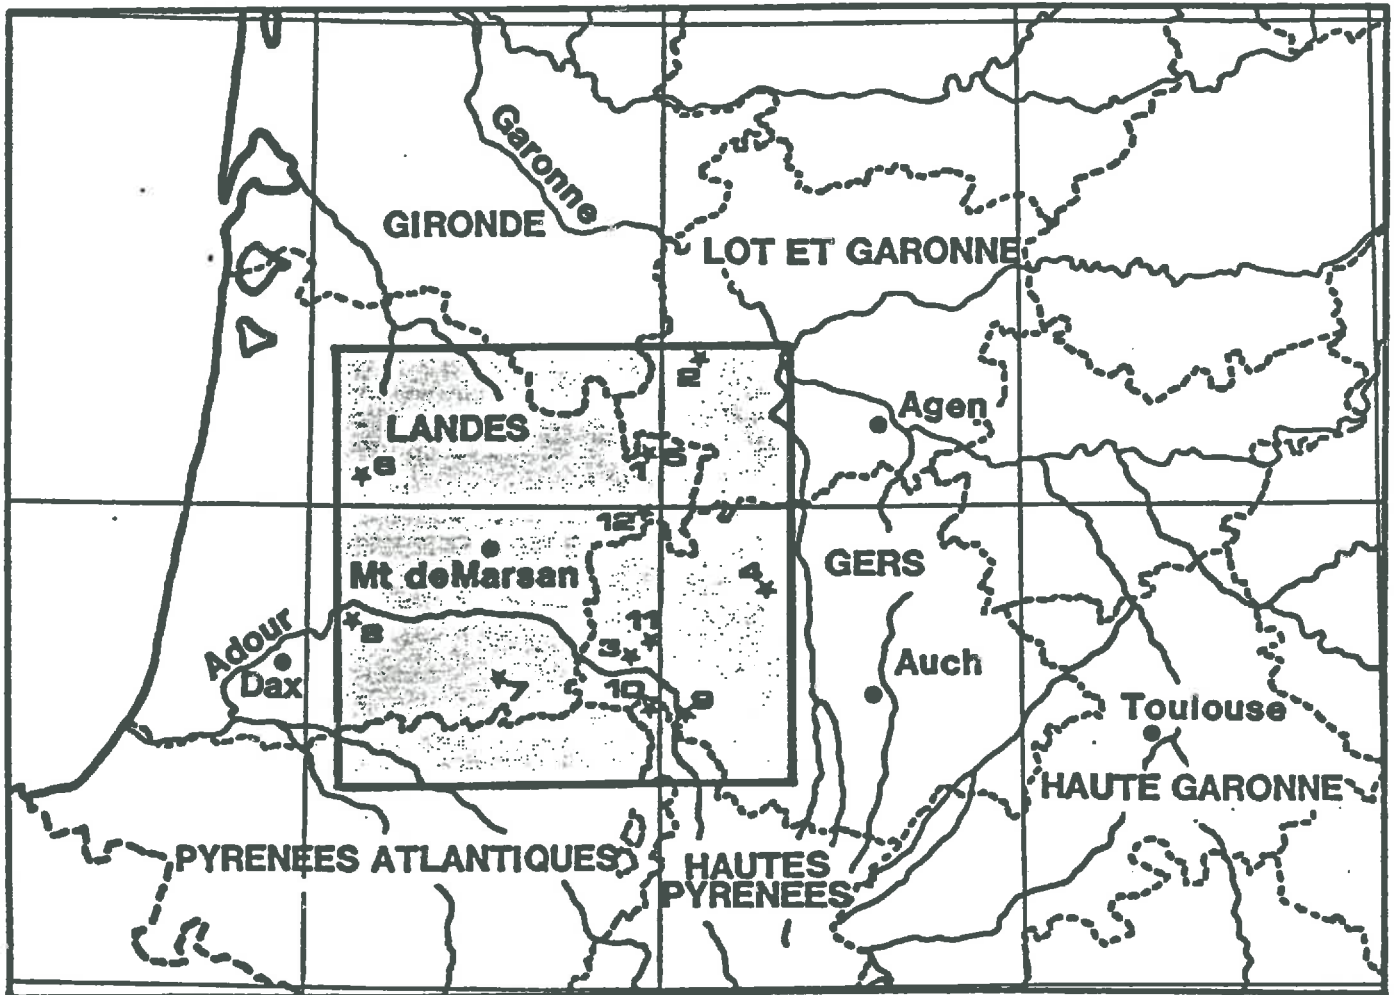 Garonne
GIRONDE
LOT ET GARONNE
2
Agen
LANDES
6
1
5
12
Mt deMarsan
GERS
4
Adour
8
11
3
Dax
7
10
9
Auch
Toulouse
HAUTE GARONNE
PYRENEES ATLANTIQUES
HAUTES
PYRENEES